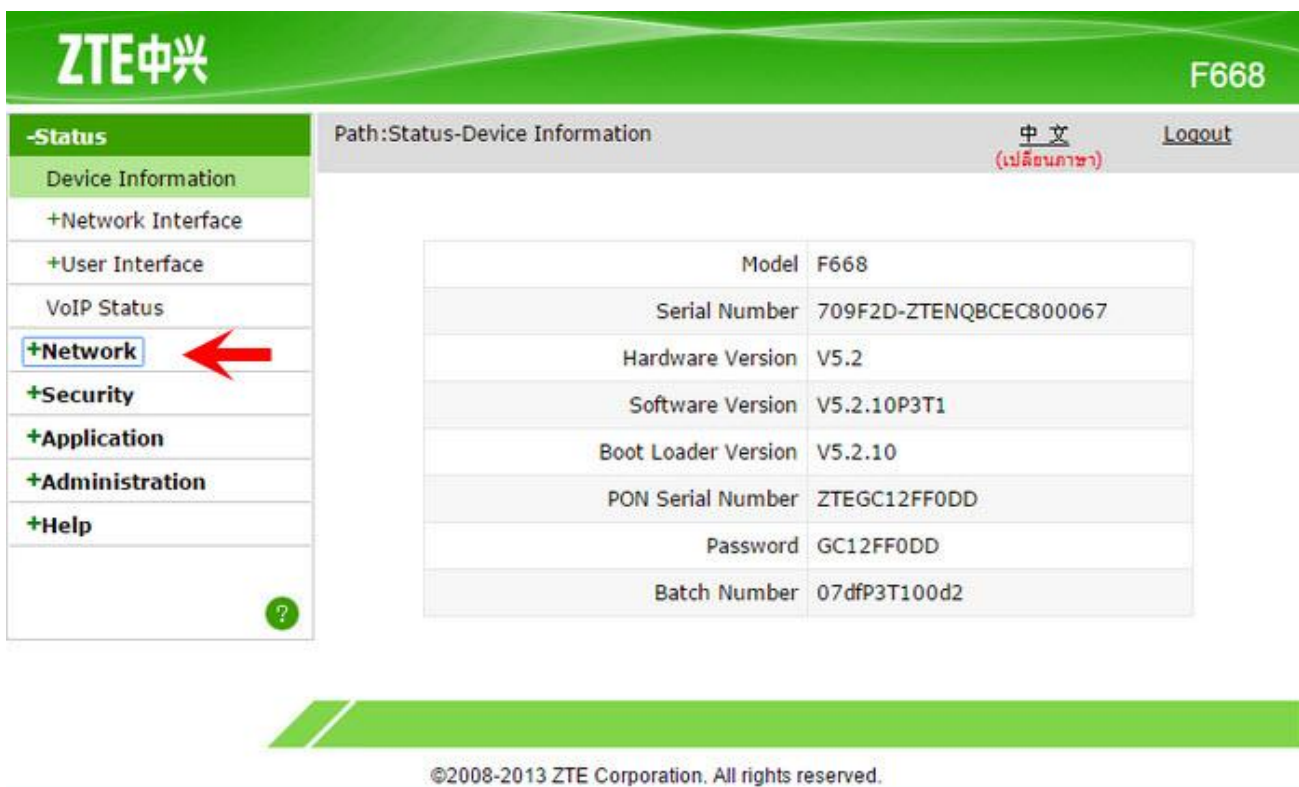 ZTE中兴
F668
-Status
Path:Status-Device Information
中 文
Logout
(เปลี่ยนภาษา)
Device Information
+Network Interface
+User Interface
VoIP Status
+Network
+Security
+Application
+Administration
+Help
?
Model F668
Serial Number 709F2D-ZTENQBCEC800067
Hardware Version V5.2
Software Version V5.2.10P3T1
Boot Loader Version V5.2.10
PON Serial Number ZTEGC12FF0DD
Password GC12FF0DD
Batch Number 07dfP3T100d2
©2008-2013 ZTE Corporation. All rights reserved.